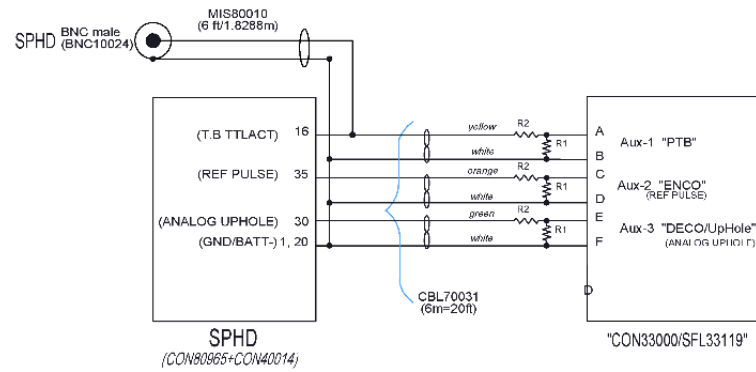 MIS80010
(6 ft/1.8288m)
SPHD BNC male
(BNC10024)
(T.B TTLACT) 16
(REF PULSE) 35
(ANALOG UPHOLE) 30
(GND/BATT-) 1, 20
SPHD
(CON80965+CON40014)
yellow R2
R1
white
orange R2
R1
white
green R2
R1
white
CBL70031
(6m=20ft)
A
B
C
D
E
F
D
Aux-1 "PTB"
Aux-2 "ENCO"
(REF PULSE)
Aux-3 "DECO/UpHole"
(ANALOG UPHOLE)
"CON33000/SFL33119"